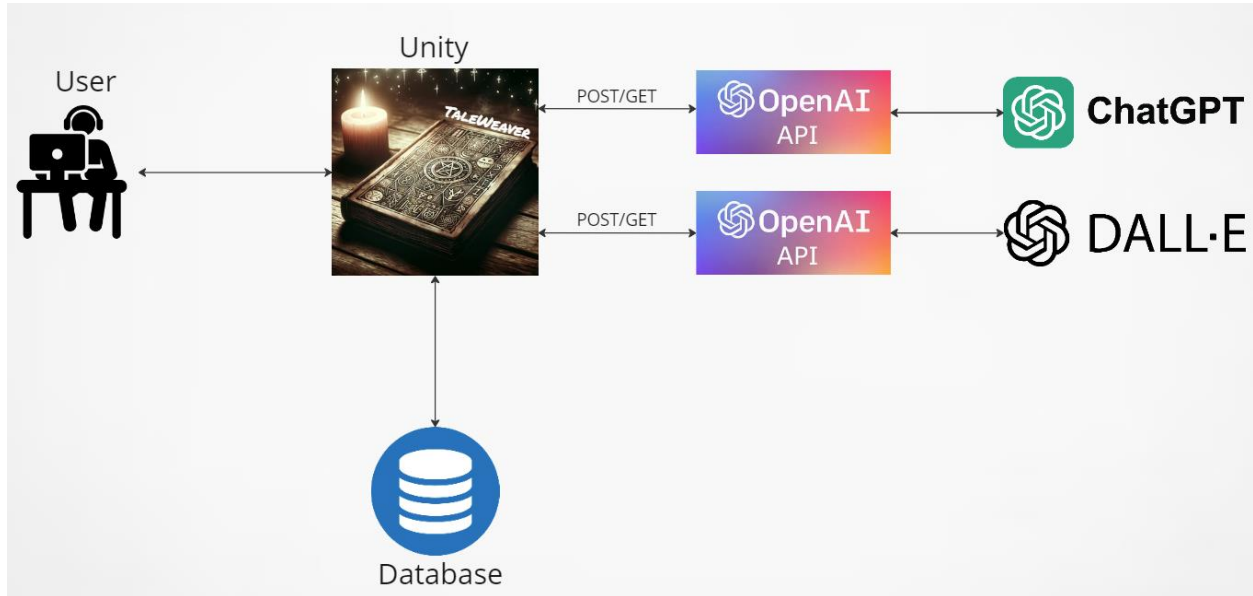 Unity
User
TALEWEAVER
POST/GET
OpenAI
API
ChatGPT
POST/GET
OpenAI
API
DALL·E
Database